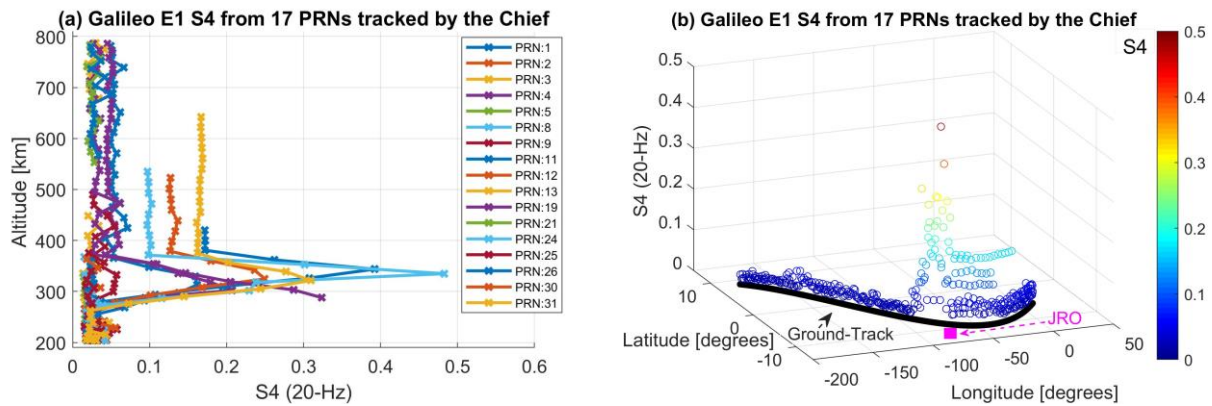 (a) Galileo E1 S4 from 17 PRNs tracked by the Chief
800
700
600
500
400
300
200
Altitude [km]
0
0.1
0.2
0.3
0.4
0.5
0.6
S4 (20-Hz)
PRN:1
PRN:2
PRN:3
PRN:4
PRN:5
PRN:8
PRN:9
PRN:11
PRN:12
PRN:13
PRN:19
PRN:21
PRN:24
PRN:25
PRN:26
PRN:30
PRN:31
(b) Galileo E1 S4 from 17 PRNs tracked by the Chief
0.5
0.4
0.3
0.2
0.1
0
S4 (20-Hz)
10
0
-10
Latitude [degrees]
Ground-Track
JRO
-200
-150
-100
-50
0
50
Longitude [degrees]
S4
0.5
0.4
0.3
0.2
0.1
0